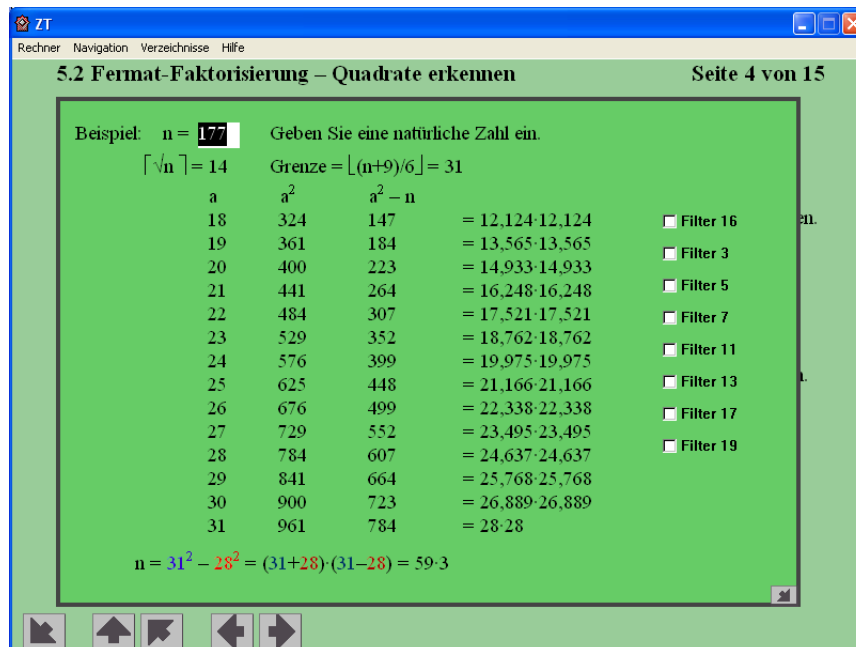 ZT
Rechner Navigation Verzeichnisse Hilfe
5.2 Fermat-Faktorisierung – Quadrate erkennen Seite 4 von 15
Beispiel: n = 177 Geben Sie eine natürliche Zahl ein.
⌈√n⌉ = 14 Grenze = ⌊(n+9)/6⌋ = 31
a a² a² – n
18 324 147 = 12,124·12,124
19 361 184 = 13,565·13,565
20 400 223 = 14,933·14,933
21 441 264 = 16,248·16,248
22 484 307 = 17,521·17,521
23 529 352 = 18,762·18,762
24 576 399 = 19,975·19,975
25 625 448 = 21,166·21,166
26 676 499 = 22,338·22,338
27 729 552 = 23,495·23,495
28 784 607 = 24,637·24,637
29 841 664 = 25,768·25,768
30 900 723 = 26,889·26,889
31 961 784 = 28·28
n = 31² – 28² = (31+28)·(31–28) = 59·3
Filter 16
Filter 3
Filter 5
Filter 7
Filter 11
Filter 13
Filter 17
Filter 19
en.